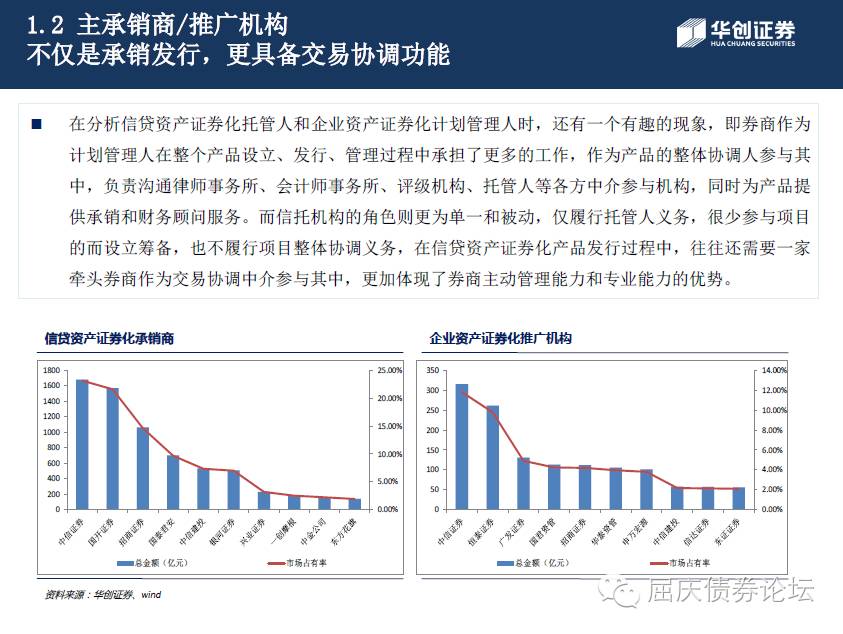 1.2 主承销商/推广机构
不仅是承销发行，更具备交易协调功能
华创证券
HUA CHUANG SECURITIES
在分析信贷资产证券化托管人和企业资产证券化计划管理人时，还有一个有趣的现象，即券商作为
计划管理人在整个产品设立、发行、管理过程中承担了更多的工作，作为产品的整体协调人参与其
中，负责沟通律师事务所、会计师事务所、评级机构、托管人等各方中介参与机构，同时为产品提
供承销和财务顾问服务。而信托机构的角色则更为单一和被动，仅履行托管人义务，很少参与项目
的而设立筹备，也不履行项目整体协调义务，在信贷资产证券化产品发行过程中，往往还需要一家
牵头券商作为交易协调中介参与其中，更加体现了券商主动管理能力和专业能力的优势。
信贷资产证券化承销商
1800
1600
1400
1200
1000
800
600
400
200
0
25.00%
20.00%
15.00%
10.00%
5.00%
0.00%
中信证券
国开证券
招商证券
国泰君安
中信建投
银河证券
兴业证券
一创摩根
中金公司
东方花旗
总金额（亿元）
市场占有率
企业资产证券化推广机构
350
300
250
200
150
100
50
0
14.00%
12.00%
10.00%
8.00%
6.00%
4.00%
2.00%
0.00%
中信证券
恒泰证券
广发证券
国君资管
招商证券
华泰资管
申万宏源
中信建投
信达证券
东证证券
总金额（亿元）
市场占有率
资料来源：华创证券、wind
屈庆债券论坛